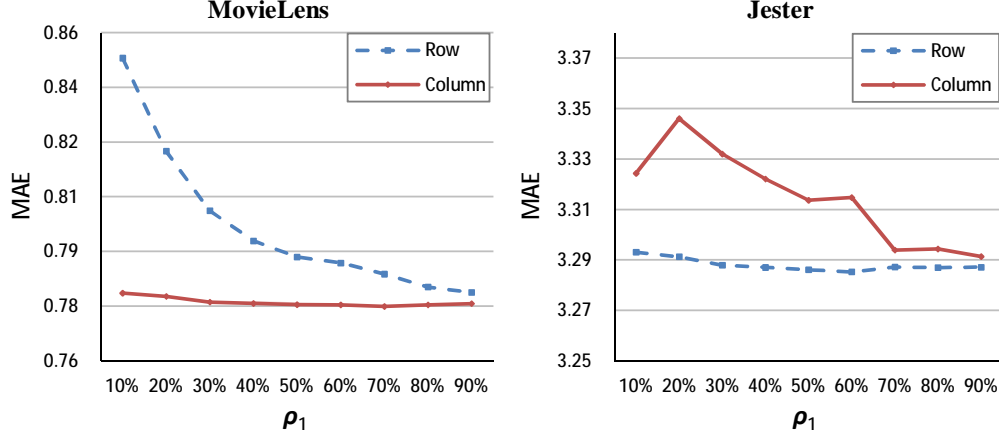 MovieLens
0.86
0.84
0.82
0.81
0.79
0.78
0.76
MAE
Row
Column
10% 20% 30% 40% 50% 60% 70% 80% 90%
ρ1
Jester
3.37
3.35
3.33
3.31
3.29
3.27
3.25
MAE
Row
Column
10% 20% 30% 40% 50% 60% 70% 80% 90%
ρ1